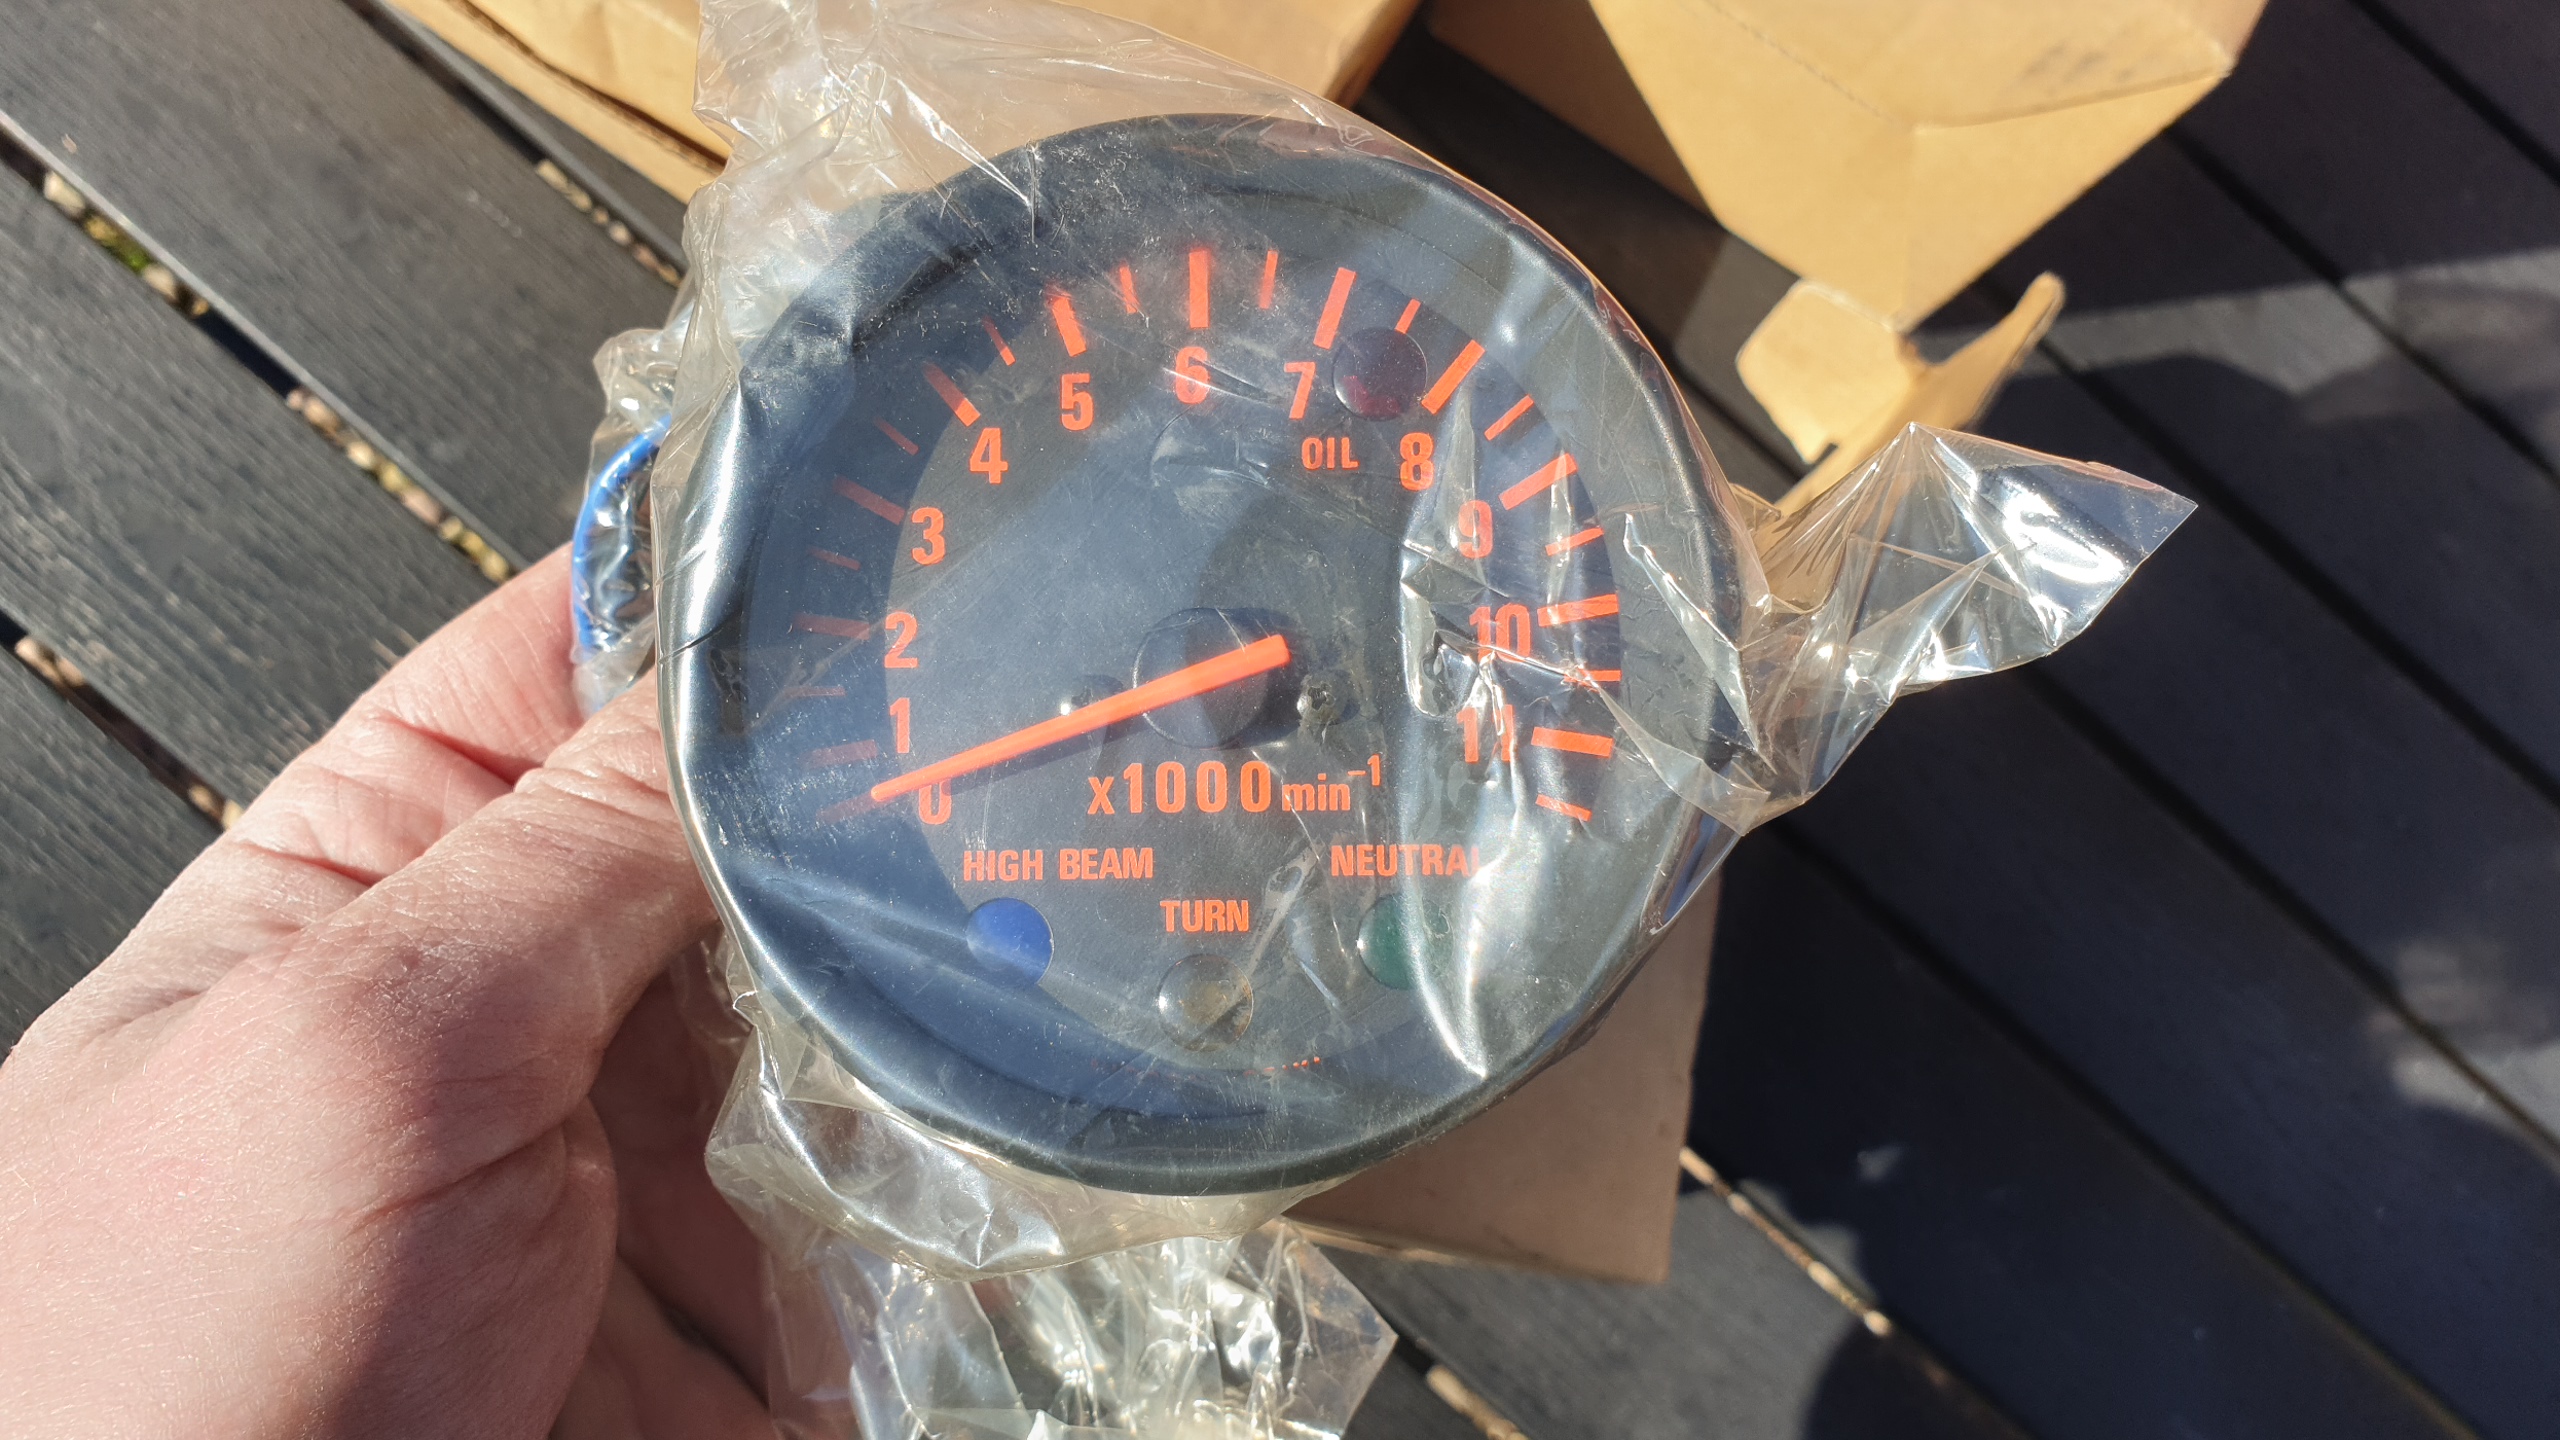 0
1
2
3
4
5
6
7
8
9
10
11
OIL
x1000min⁻¹
HIGH BEAM
NEUTRAL
TURN